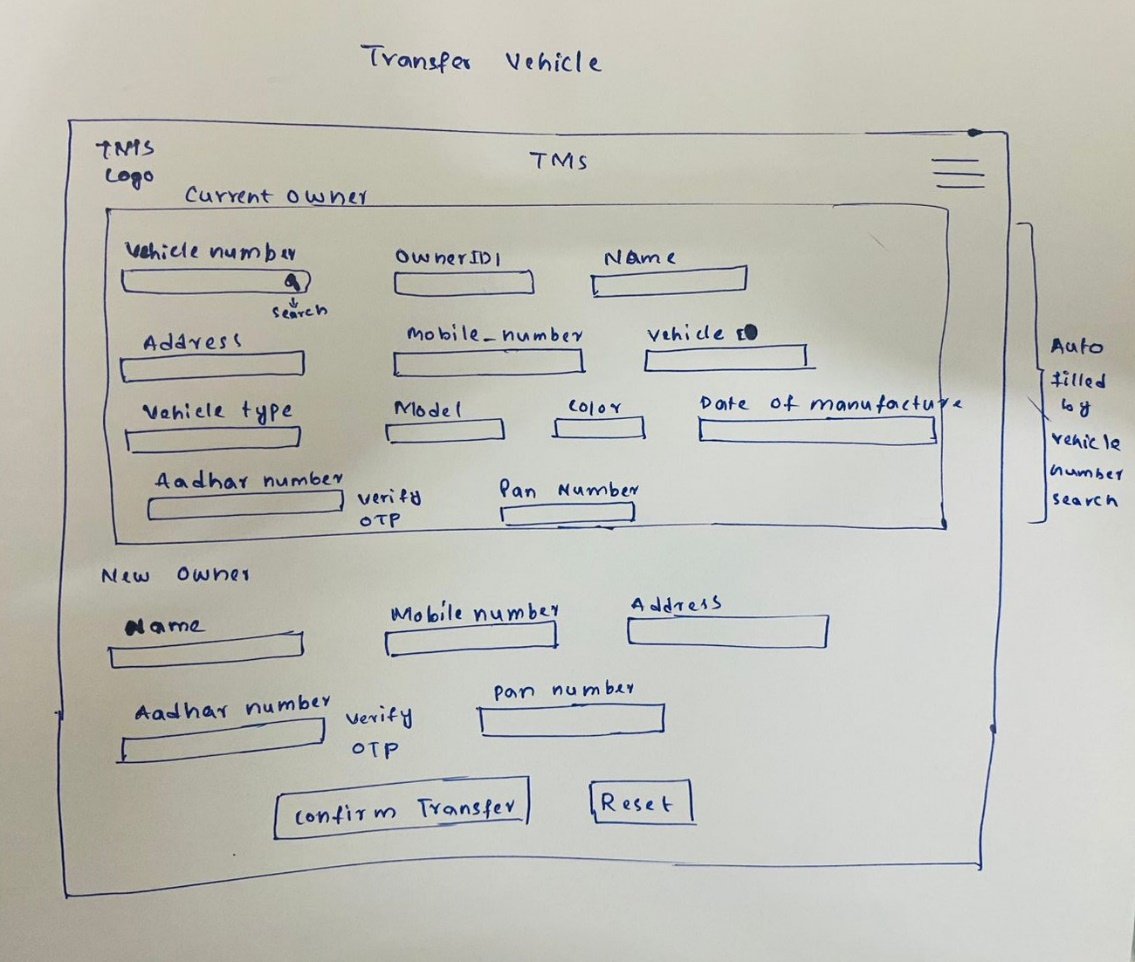 Transfer Vehicle
TMS
Logo
TMS
Current Owner
Vehicle number
OwnerID1
Name
search
Address
Mobile_number
Vehicle
Vehicle type
Model
Color
Date of manufacture
Aadhar number
Verify
OTP
Pan Number
Auto
filled
by
vehicle
number
search
New Owner
Name
Mobile number
Address
Aadhar number
Verify
OTP
Pan number
Confirm Transfer
Reset